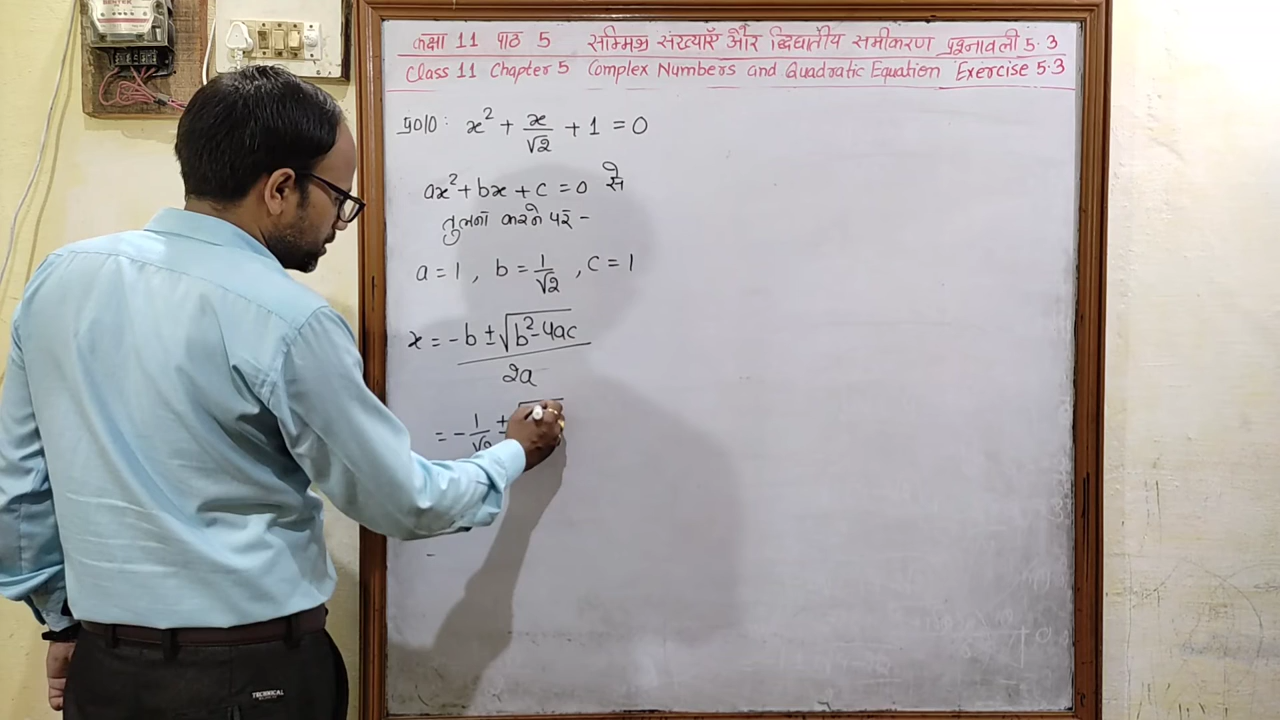 कक्षा 11 पाठ 5 सम्मिश्र संख्याएँ और द्विघातीय समीकरण प्रश्नावली 5.3
Class 11 Chapter 5 Complex Numbers and Quadratic Equation Exercise 5.3
प्र010: x² + x/√2 + 1 = 0
ax² + bx + c = 0 से
तुलना करने पर -
a = 1, b = 1/√2, c = 1
x = -b ± √(b² - 4ac) / 2a
= - 1/√2 ±
TECHNICAL